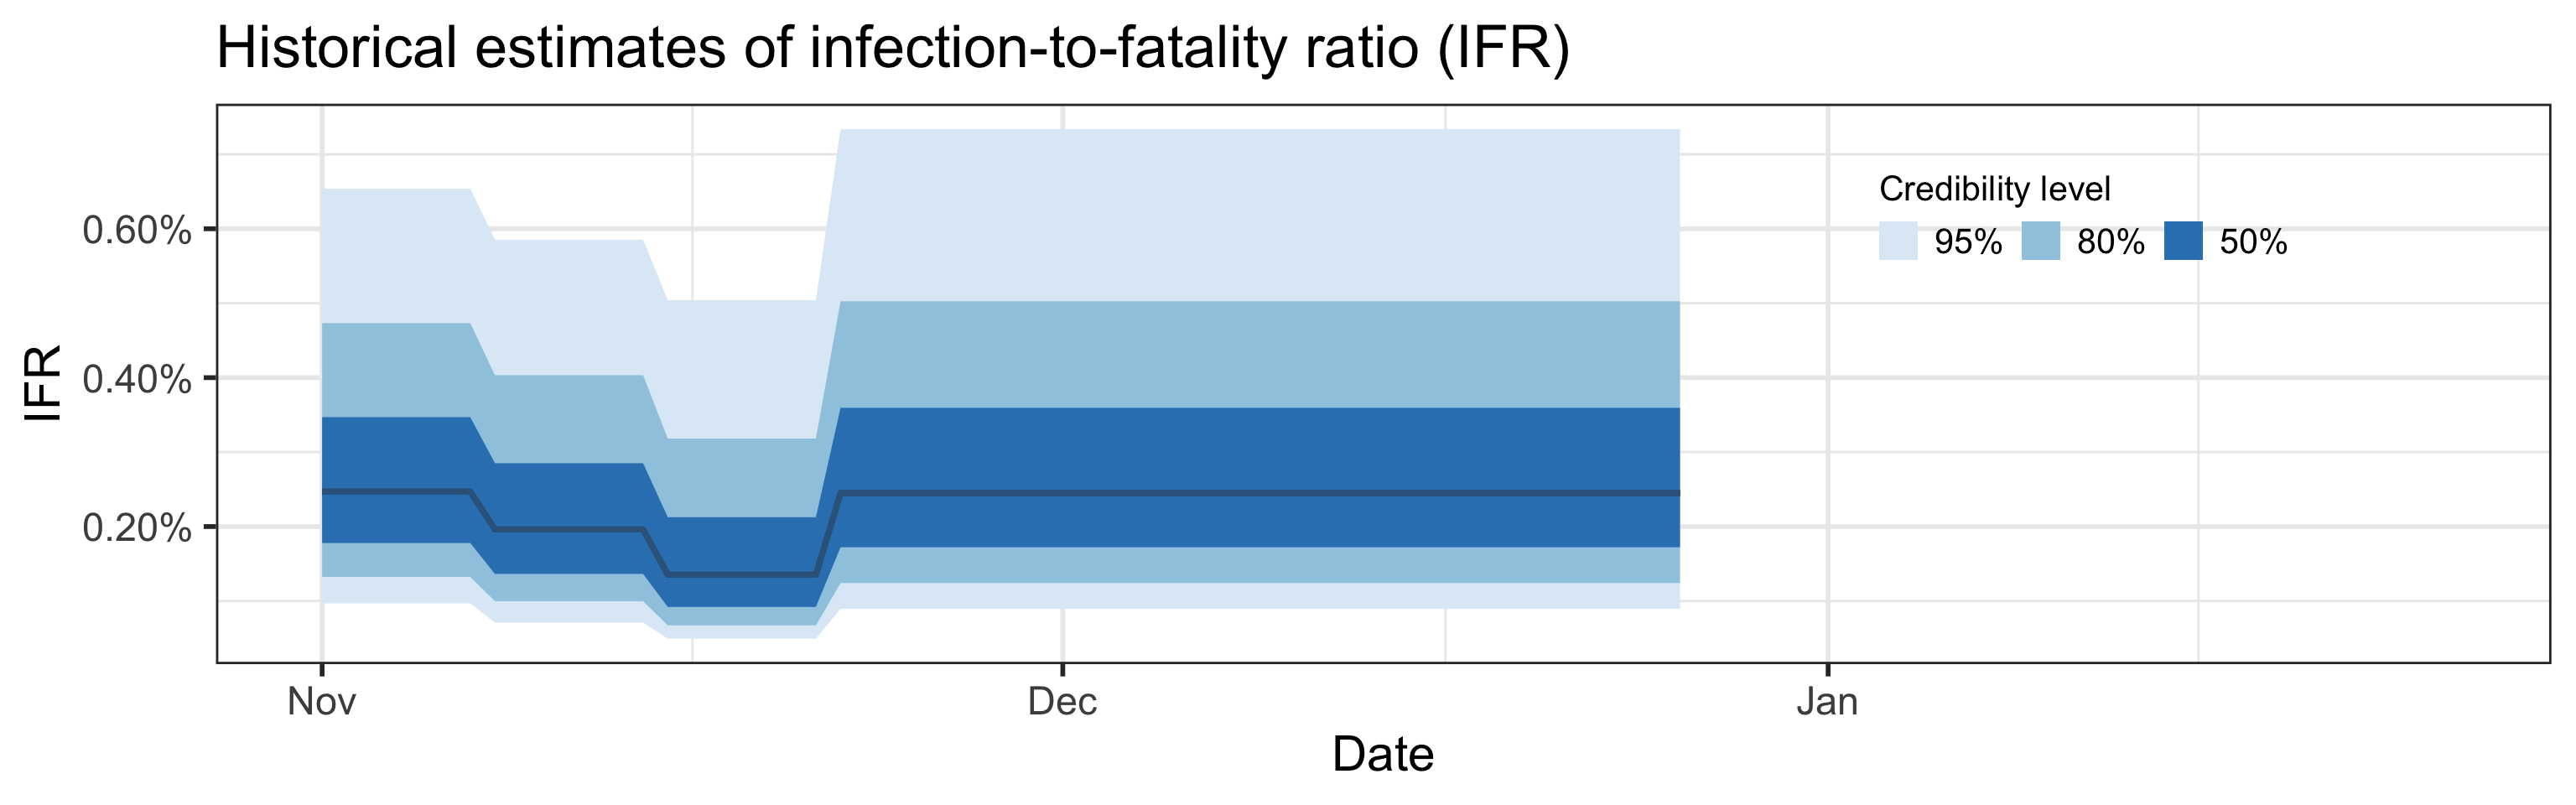 Historical estimates of infection-to-fatality ratio (IFR)
Credibility level
95% 80% 50%
0.60%
0.40%
0.20%
IFR
Nov Dec Jan
Date